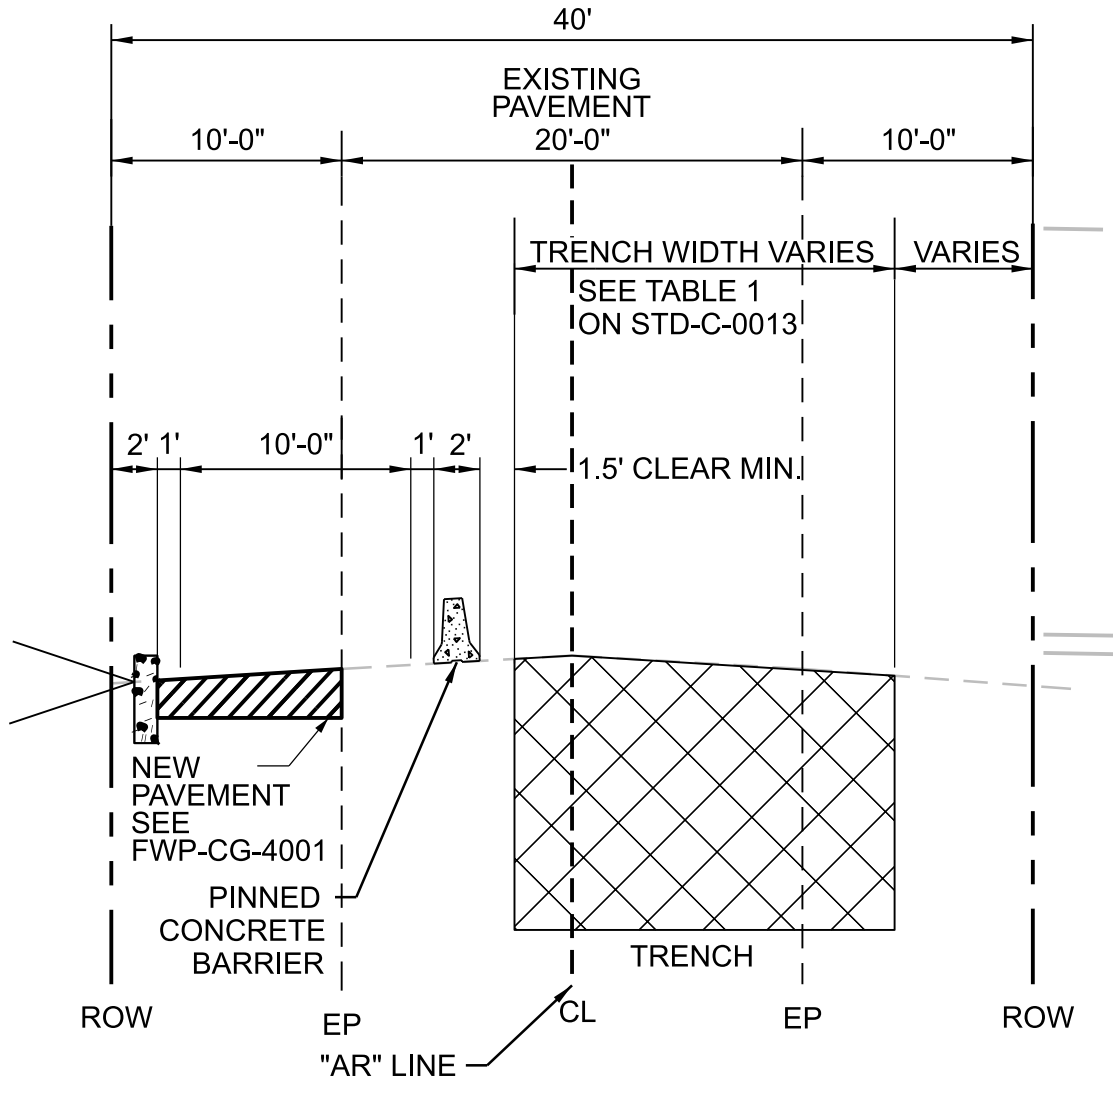 40'
EXISTING
PAVEMENT
10'-0"
20'-0"
10'-0"
TRENCH WIDTH VARIES
VARIES
SEE TABLE 1
ON STD-C-0013
2'
1'
10'-0"
1'
2'
1.5' CLEAR MIN.
NEW
PAVEMENT
SEE
FWP-CG-4001
PINNED
CONCRETE
BARRIER
TRENCH
ROW
EP
CL
EP
ROW
"AR" LINE